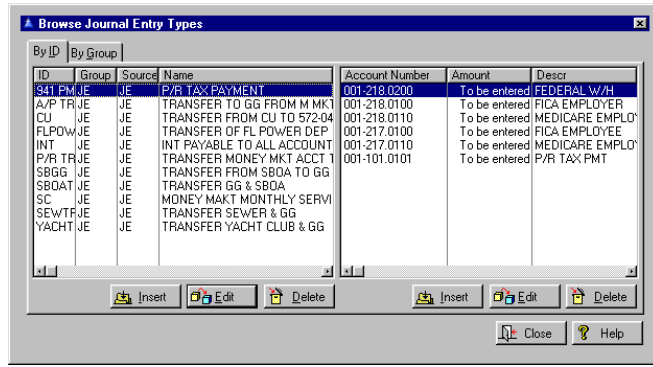 Browse Journal Entry Types
By ID By Group
ID Group Source Name
941 PM JE JE P/R TAX PAYMENT
A/P TR JE JE TRANSFER TO GG FROM M MKT
CU JE JE TRANSFER FROM CU TO 572-04
FLPOW JE JE TRANSFER OF FL POWER DEP
INT JE JE INT PAYABLE TO ALL ACCOUNT
P/R TR JE JE TRANSFER MONEY MKT ACCT T
SBGG JE JE TRANSFER FROM SBOA TO GG
SBOAT JE JE TRANSFER GG & SBOA
SC JE JE MONEY MAKT MONTHLY SERVI
SEWTF JE JE TRANSFER SEWER & GG
YACHT JE JE TRANSFER YACHT CLUB & GG
Account Number Amount Descr
001-218.0200 To be entered FEDERAL W/H
001-218.0100 To be entered FICA EMPLOYER
001-218.0110 To be entered MEDICARE EMPLO
001-217.0100 To be entered FICA EMPLOYEE
001-217.0110 To be entered MEDICARE EMPLO
001-101.0101 To be entered P/R TAX PMT
Insert Edit Delete
Insert Edit Delete
Close Help